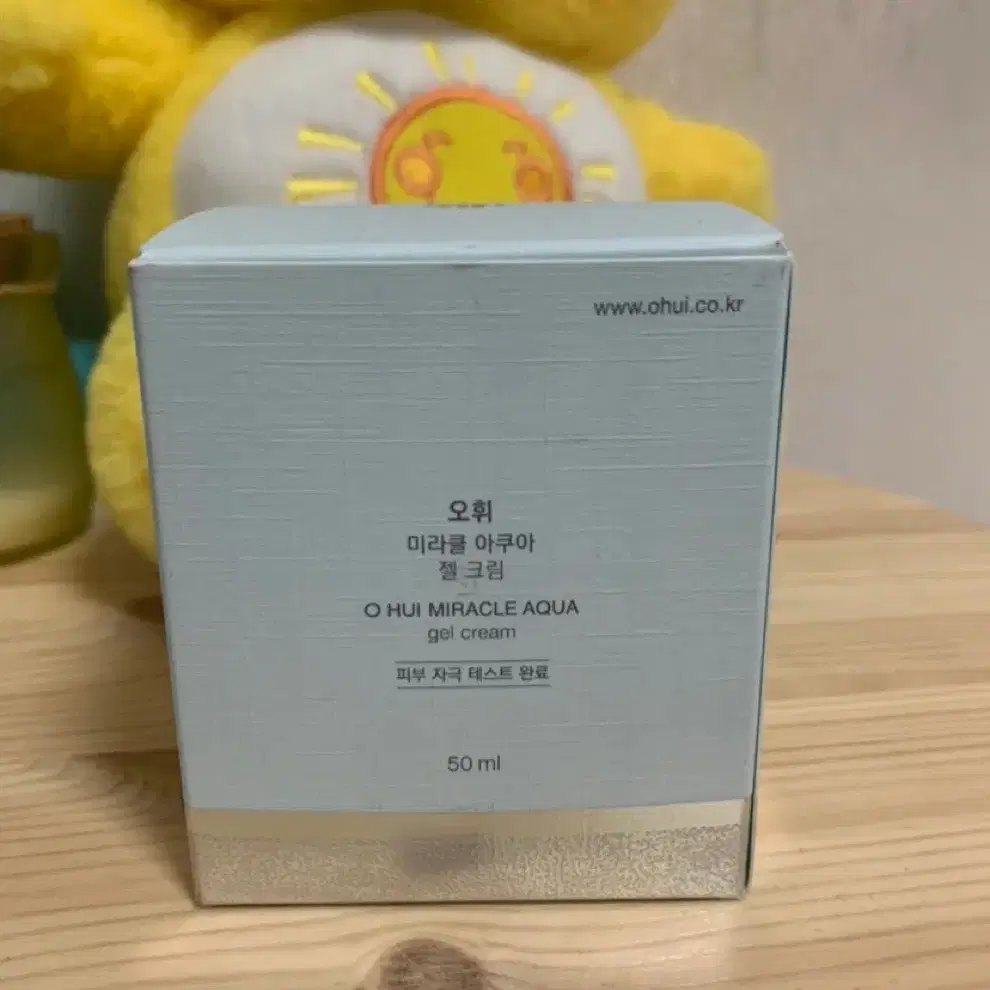 www.ohui.co.kr
오휘
미라클 아쿠아
젤 크림
O HUI MIRACLE AQUA
gel cream
피부 자극 테스트 완료
50 ml